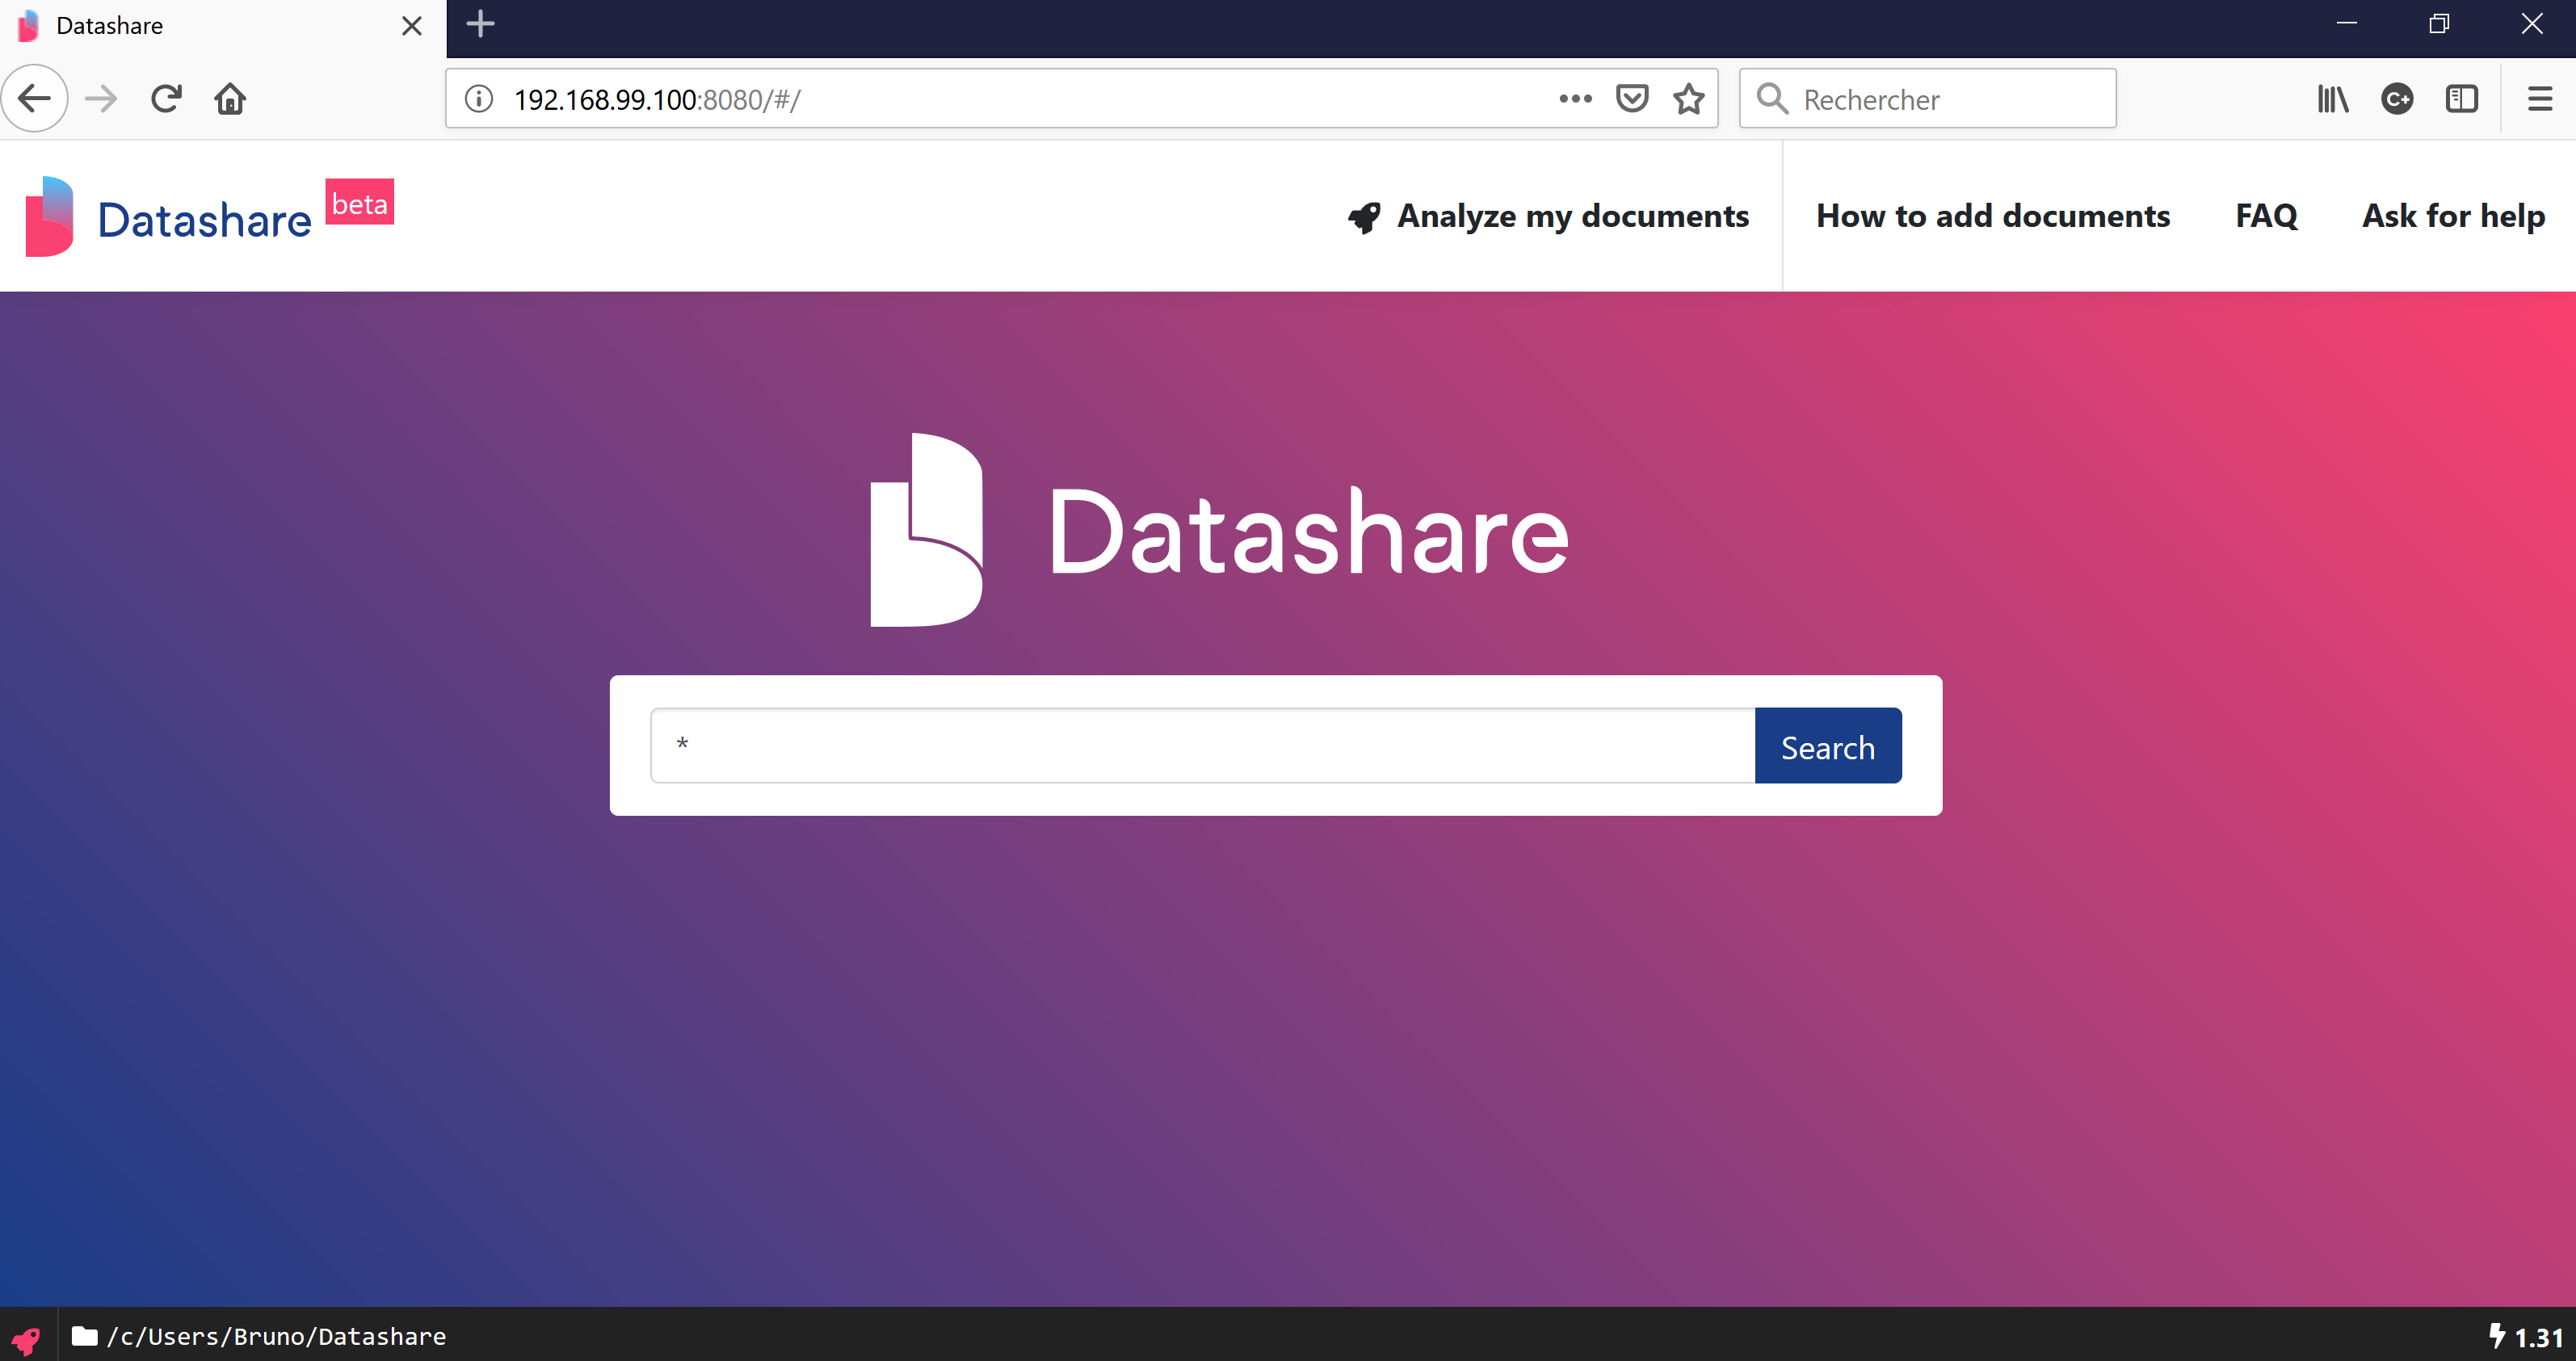 Datashare
192.168.99.100:8080/#/
Rechercher
Datashare beta
Analyze my documents
How to add documents
FAQ
Ask for help
Datashare
*
Search
/c/Users/Bruno/Datashare
1.31